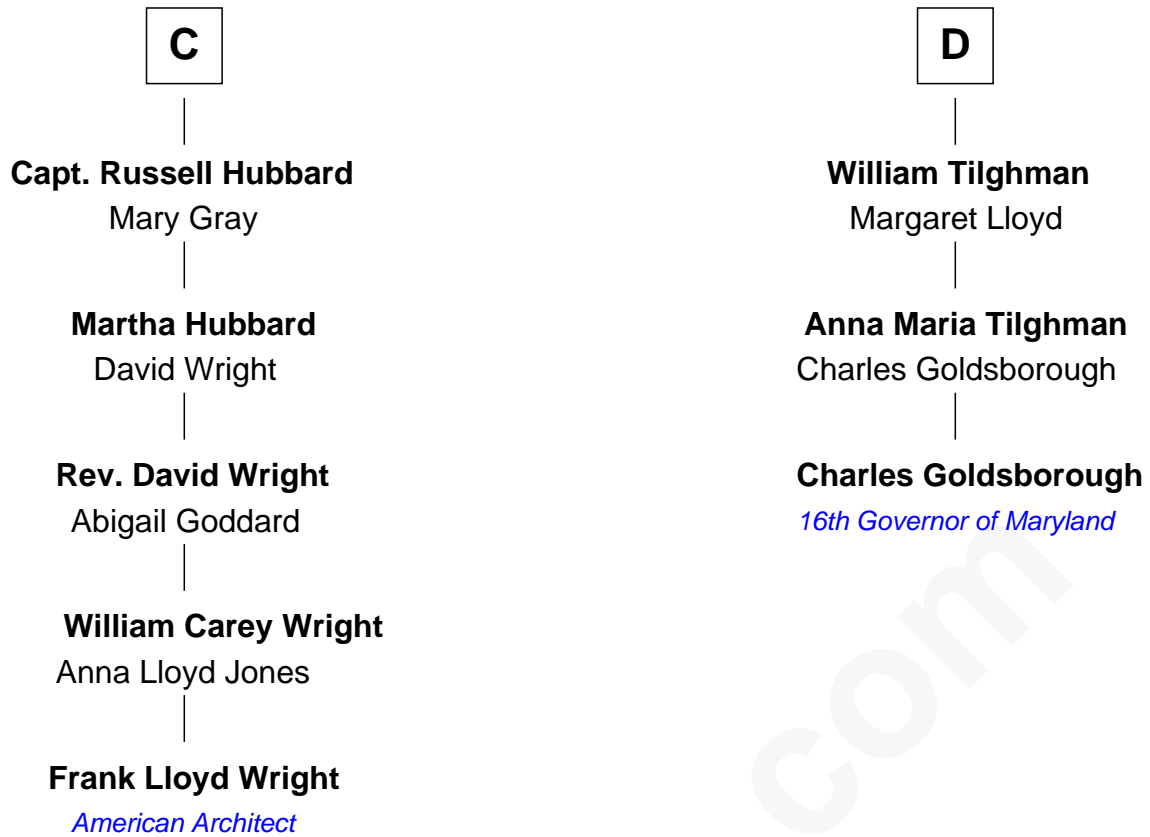 C
Capt. Russell Hubbard
Mary Gray
Martha Hubbard
David Wright
Rev. David Wright
Abigail Goddard
William Carey Wright
Anna Lloyd Jones
Frank Lloyd Wright
American Architect
D
William Tilghman
Margaret Lloyd
Anna Maria Tilghman
Charles Goldsborough
Charles Goldsborough
16th Governor of Maryland
com